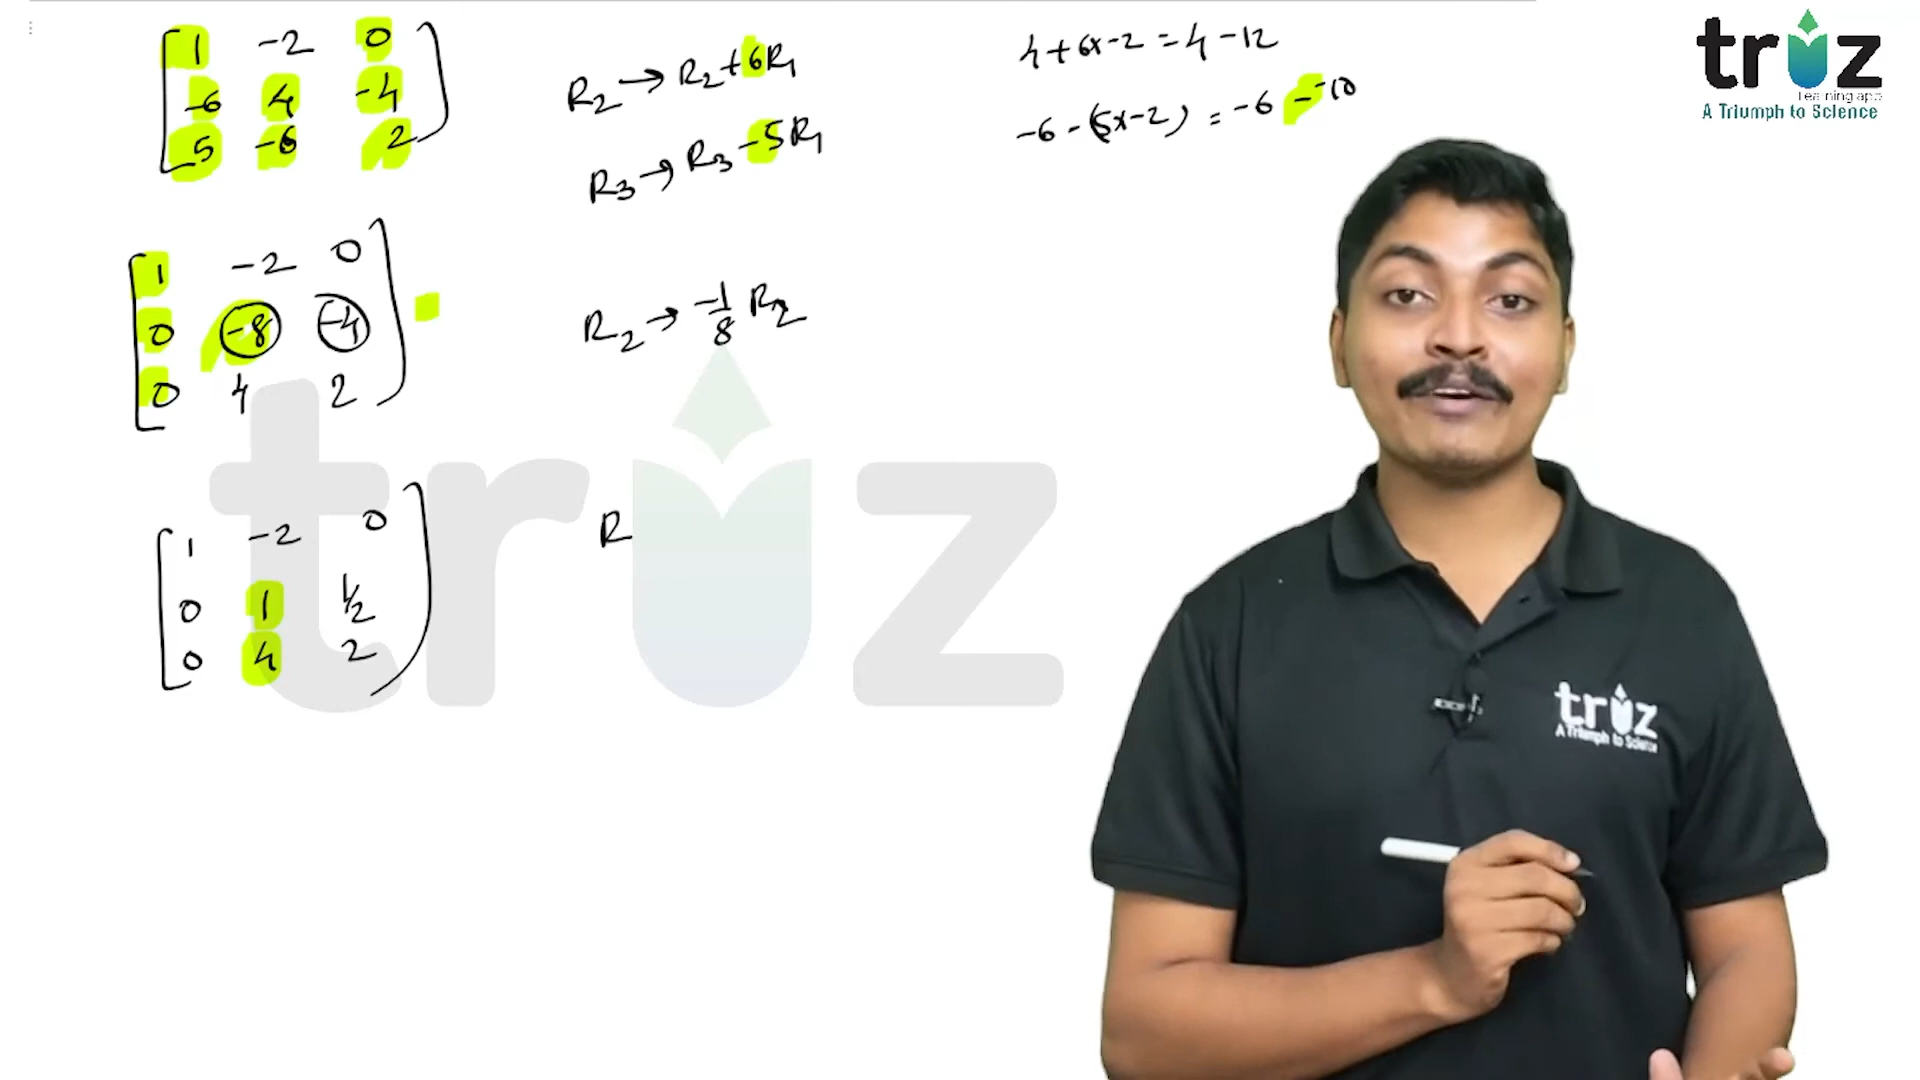 1 -2 0
-6 4 -4
5 -6 2
R2 → R2 + 6R1
R3 → R3 - 5R1
4 + 6x-2 = 4 - 12
-6 - (5x-2) = -6 - -10
1 -2 0
0 -8 -4
0 4 2
R2 → -1/8 R2
1 -2 0
0 1 1/2
0 4 2
R
truz
Learning app
A Triumph to Science
truz
truz
A Triumph to Science